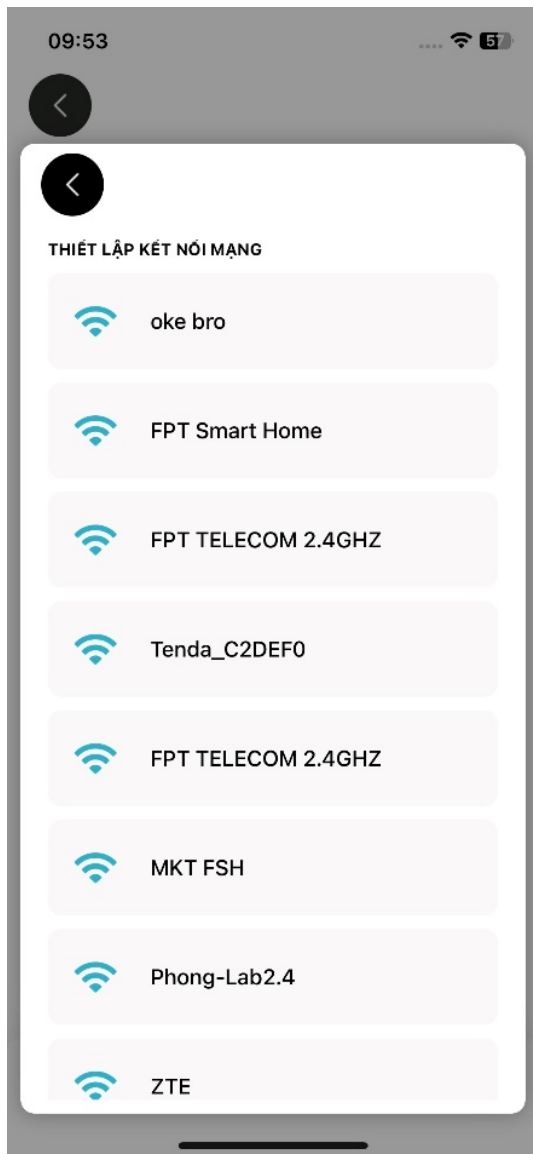 09:53
57
THIẾT LẬP KẾT NỐI MẠNG
oke bro
FPT Smart Home
FPT TELECOM 2.4GHZ
Tenda_C2DEF0
FPT TELECOM 2.4GHZ
MKT FSH
Phong-Lab2.4
ZTE